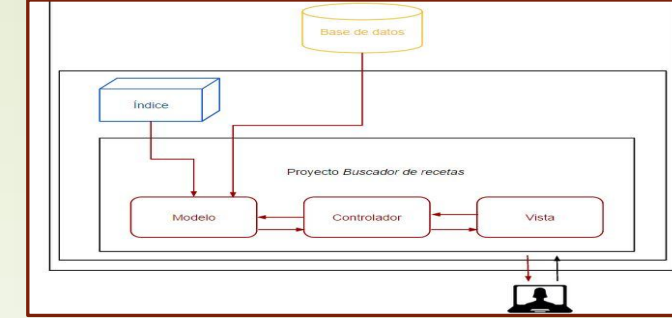 Base de datos
Índice
Proyecto Buscador de recetas
Modelo
Controlador
Vista